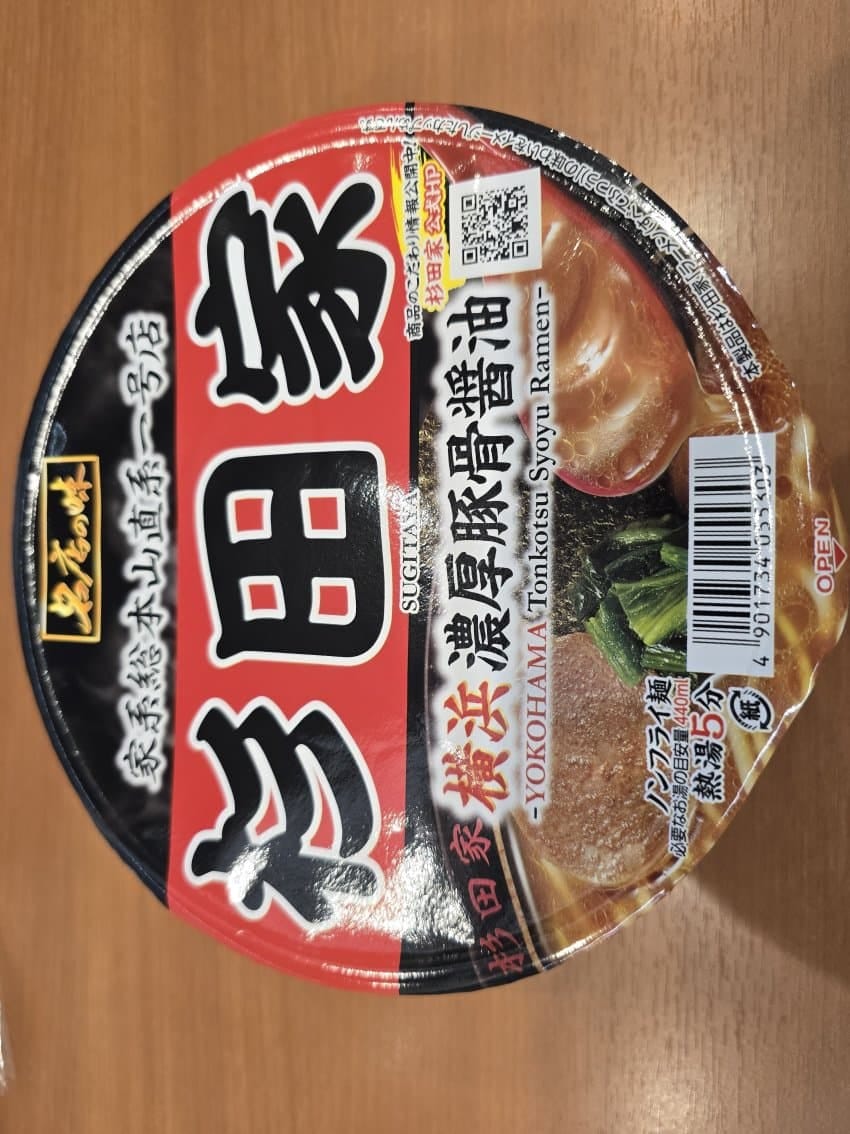 名店の味
家系総本山直系一号店
杉田家
SUGITAYA
商品のこだわり情報公開中!
杉田家 公式HP
横浜濃厚豚骨醤油
-YOKOHAMA Tonkotsu Syoyu Ramen-
杉田家
ノンフライ麺
必要なお湯の目安量440ml
熱湯5分
紙
OPEN